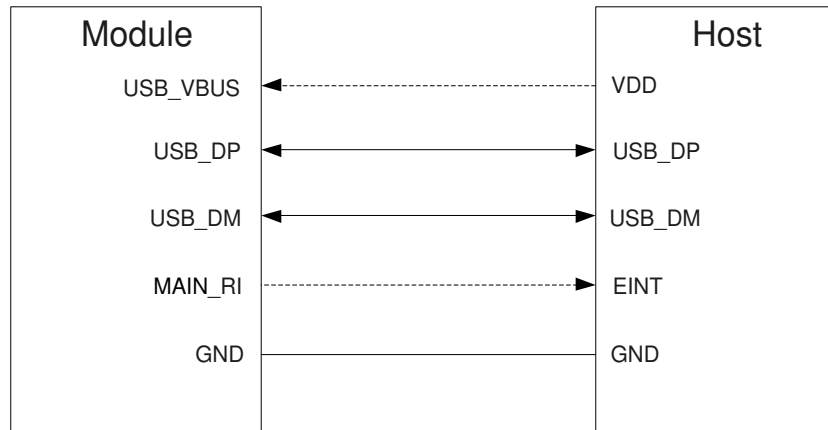 Module Host
USB_VBUS VDD
USB_DP USB_DP
USB_DM USB_DM
MAIN_RI EINT
GND GND